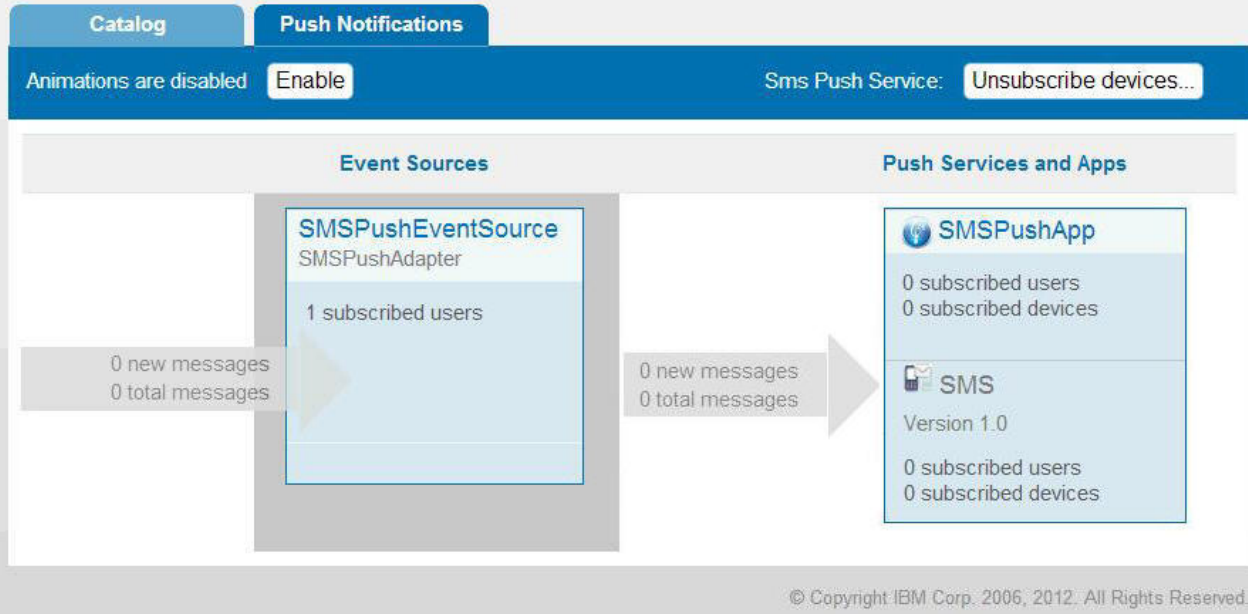 Catalog
Push Notifications
Animations are disabled Enable
Sms Push Service: Unsubscribe devices...
Event Sources
Push Services and Apps
SMSPushEventSource
SMSPushAdapter
1 subscribed users
0 new messages
0 total messages
0 new messages
0 total messages
SMSPushApp
0 subscribed users
0 subscribed devices
SMS
Version 1.0
0 subscribed users
0 subscribed devices
© Copyright IBM Corp. 2006, 2012. All Rights Reserved.